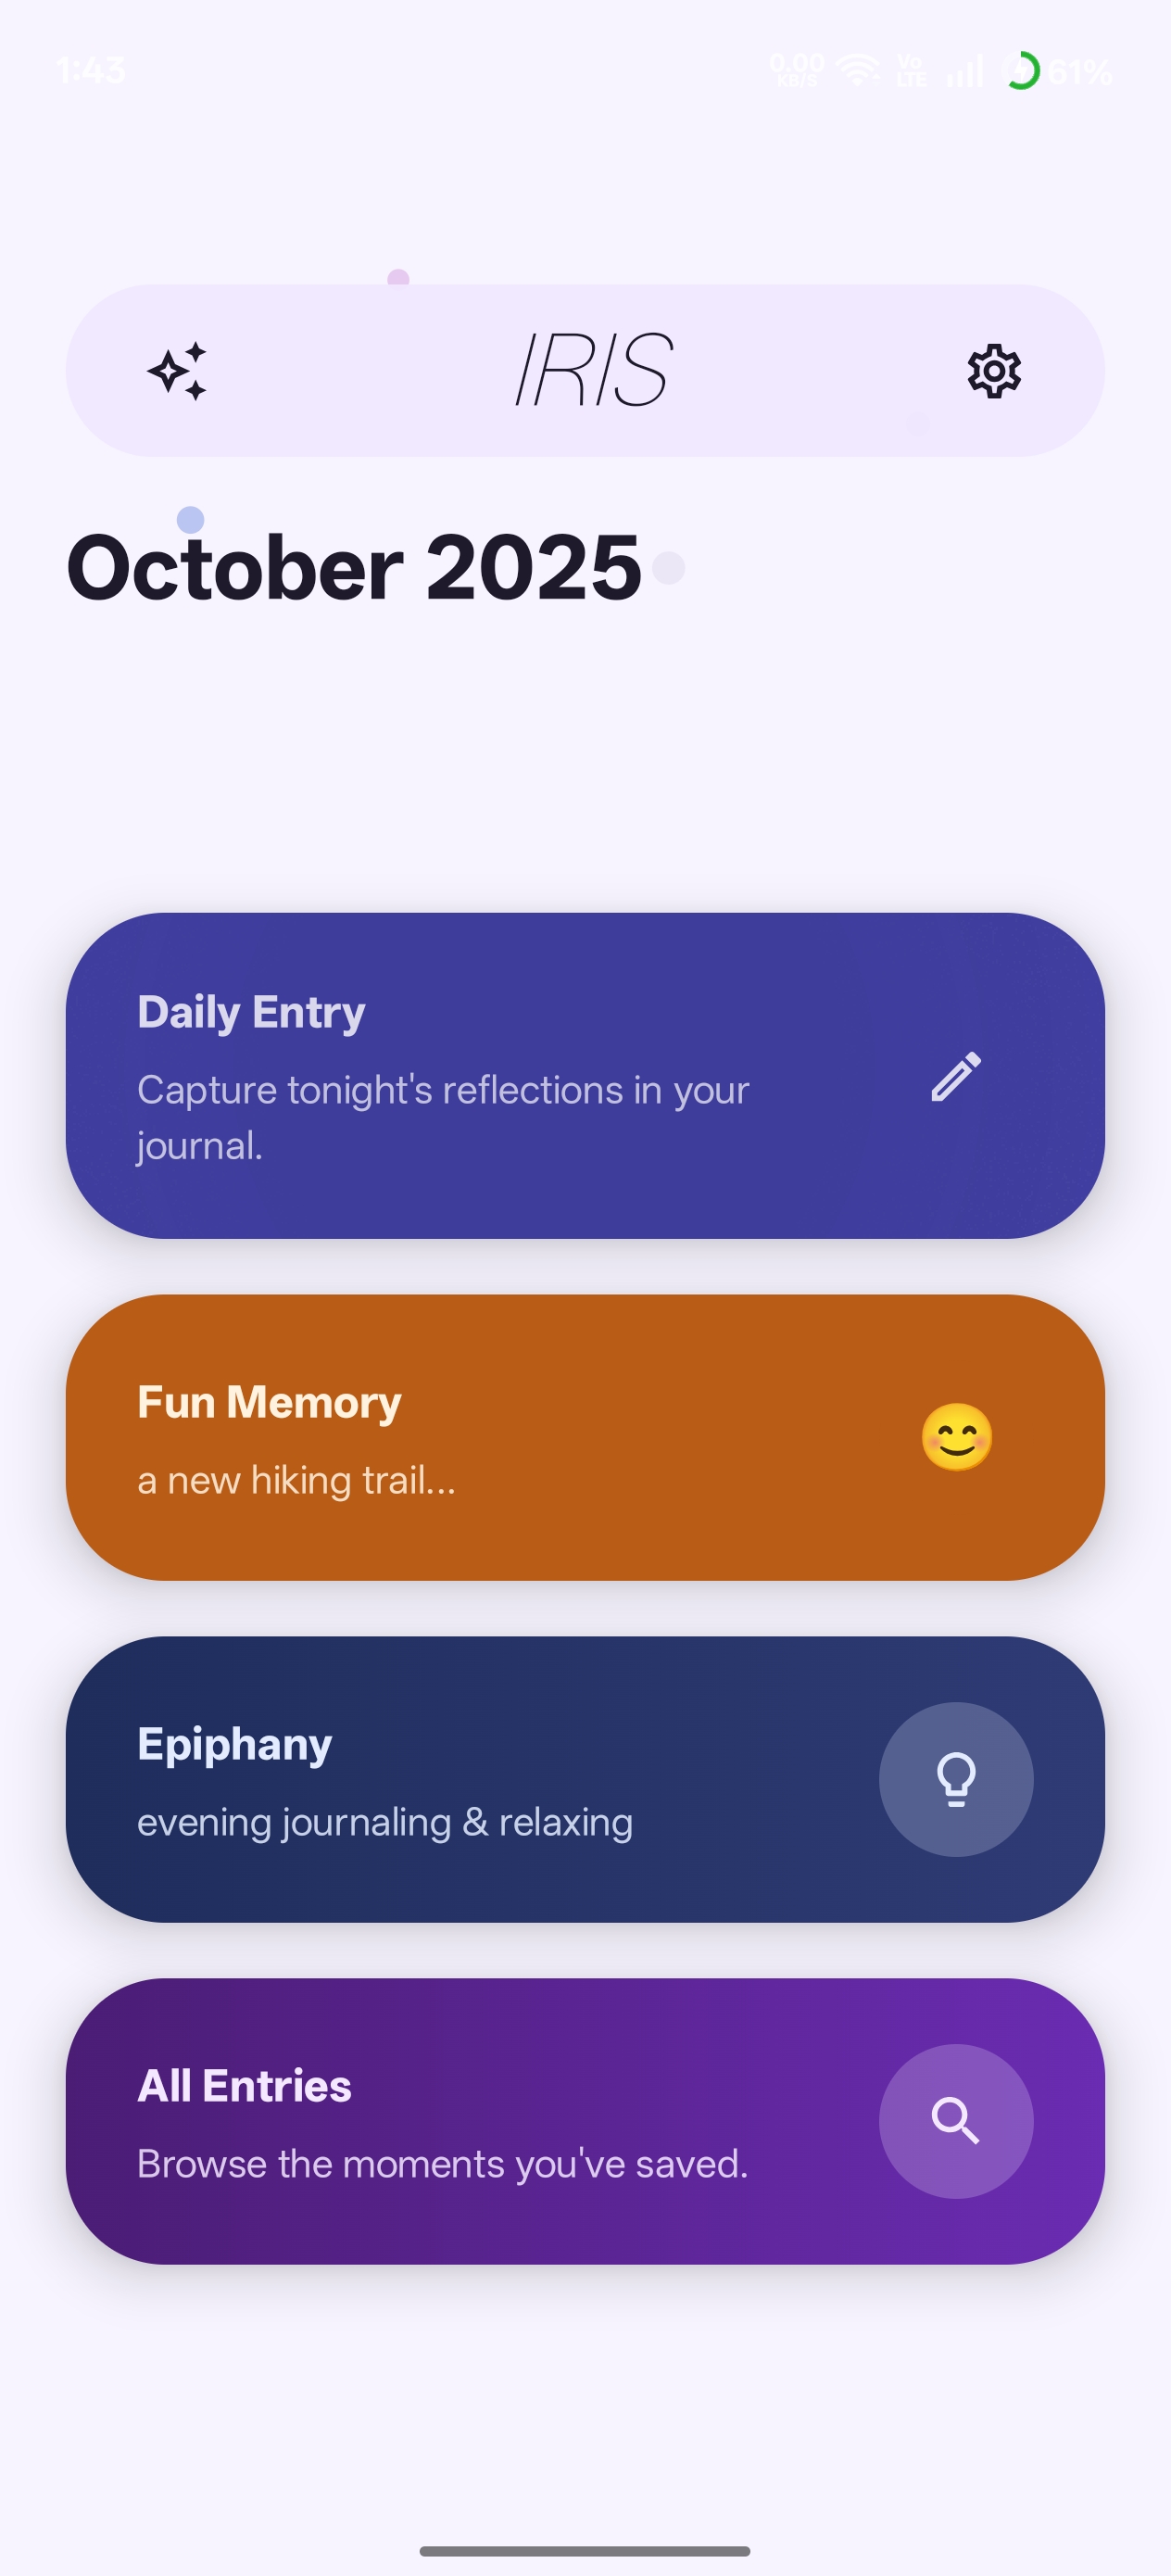 1:43 0.00 KB/S Vo LTE 61%
IRIS
October 2025
Daily Entry
Capture tonight's reflections in your
journal.
Fun Memory
a new hiking trail...
Epiphany
evening journaling & relaxing
All Entries
Browse the moments you've saved.